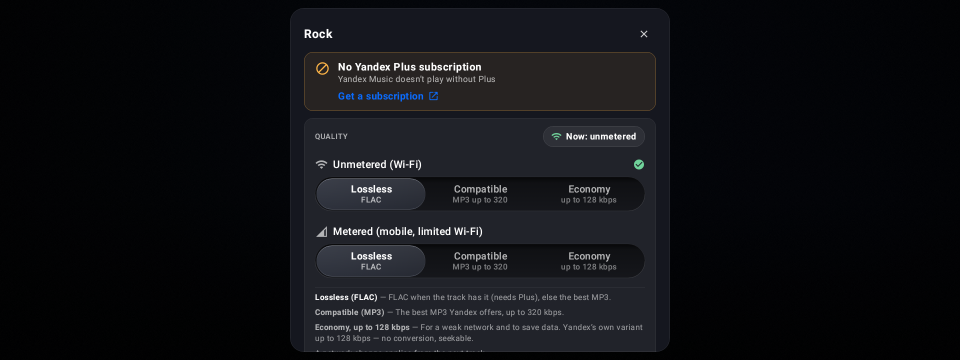 Rock
No Yandex Plus subscription
Yandex Music doesn't play without Plus
Get a subscription
QUALITY
Now: unmetered
Unmetered (Wi-Fi)
Lossless
FLAC
Compatible
MP3 up to 320
Economy
up to 128 kbps
Metered (mobile, limited Wi-Fi)
Lossless
FLAC
Compatible
MP3 up to 320
Economy
up to 128 kbps
Lossless (FLAC) — FLAC when the track has it (needs Plus), else the best MP3.
Compatible (MP3) — The best MP3 Yandex offers, up to 320 kbps.
Economy, up to 128 kbps — For a weak network and to save data. Yandex's own variant
up to 128 kbps — no conversion, seekable.